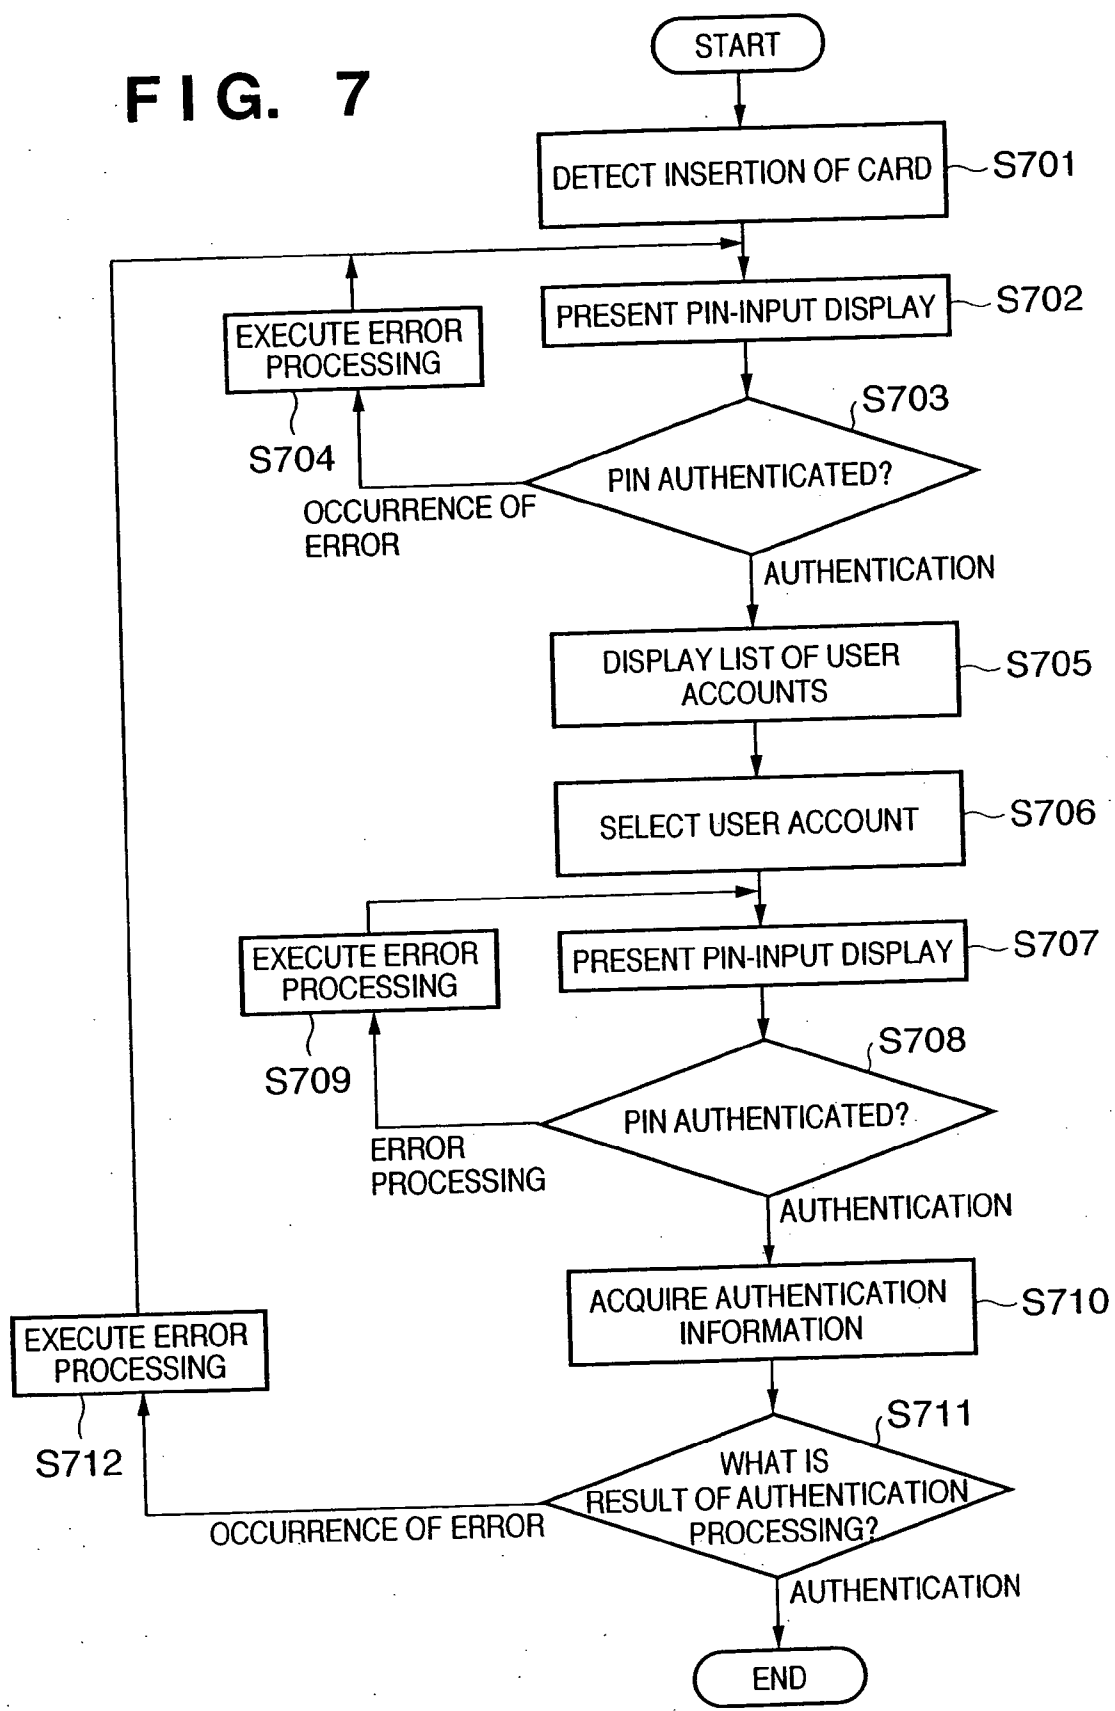 START
FIG. 7
DETECT INSERTION OF CARD
S701
PRESENT PIN-INPUT DISPLAY
S702
EXECUTE ERROR
PROCESSING
S704
S703
PIN AUTHENTICATED?
OCCURRENCE OF
ERROR
AUTHENTICATION
DISPLAY LIST OF USER
ACCOUNTS
S705
SELECT USER ACCOUNT
S706
PRESENT PIN-INPUT DISPLAY
S707
EXECUTE ERROR
PROCESSING
S709
S708
PIN AUTHENTICATED?
ERROR
PROCESSING
AUTHENTICATION
ACQUIRE AUTHENTICATION
INFORMATION
S710
EXECUTE ERROR
PROCESSING
S712
S711
WHAT IS
RESULT OF AUTHENTICATION
PROCESSING?
OCCURRENCE OF ERROR
AUTHENTICATION
END